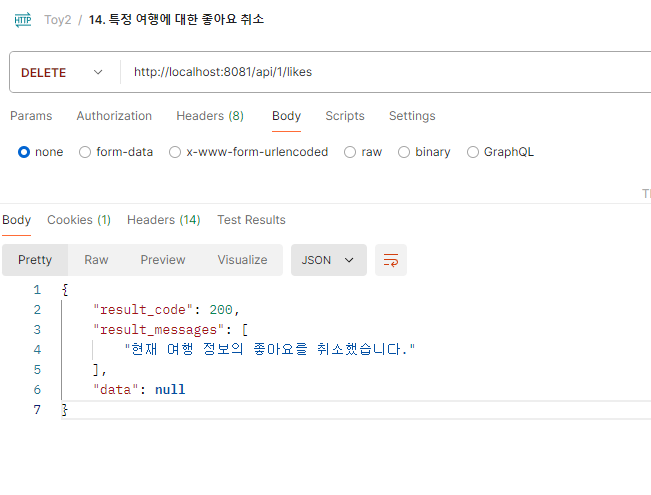 HTTP Toy2 / 14. 특정 여행에 대한 좋아요 취소
DELETE http://localhost:8081/api/1/likes
Params Authorization Headers (8) Body Scripts Settings
none form-data x-www-form-urlencoded raw binary GraphQL
Body Cookies (1) Headers (14) Test Results
Pretty Raw Preview Visualize JSON
1 {
2 "result_code": 200,
3 "result_messages": [
4 "현재 여행 정보의 좋아요를 취소했습니다."
5 ],
6 "data": null
7 }